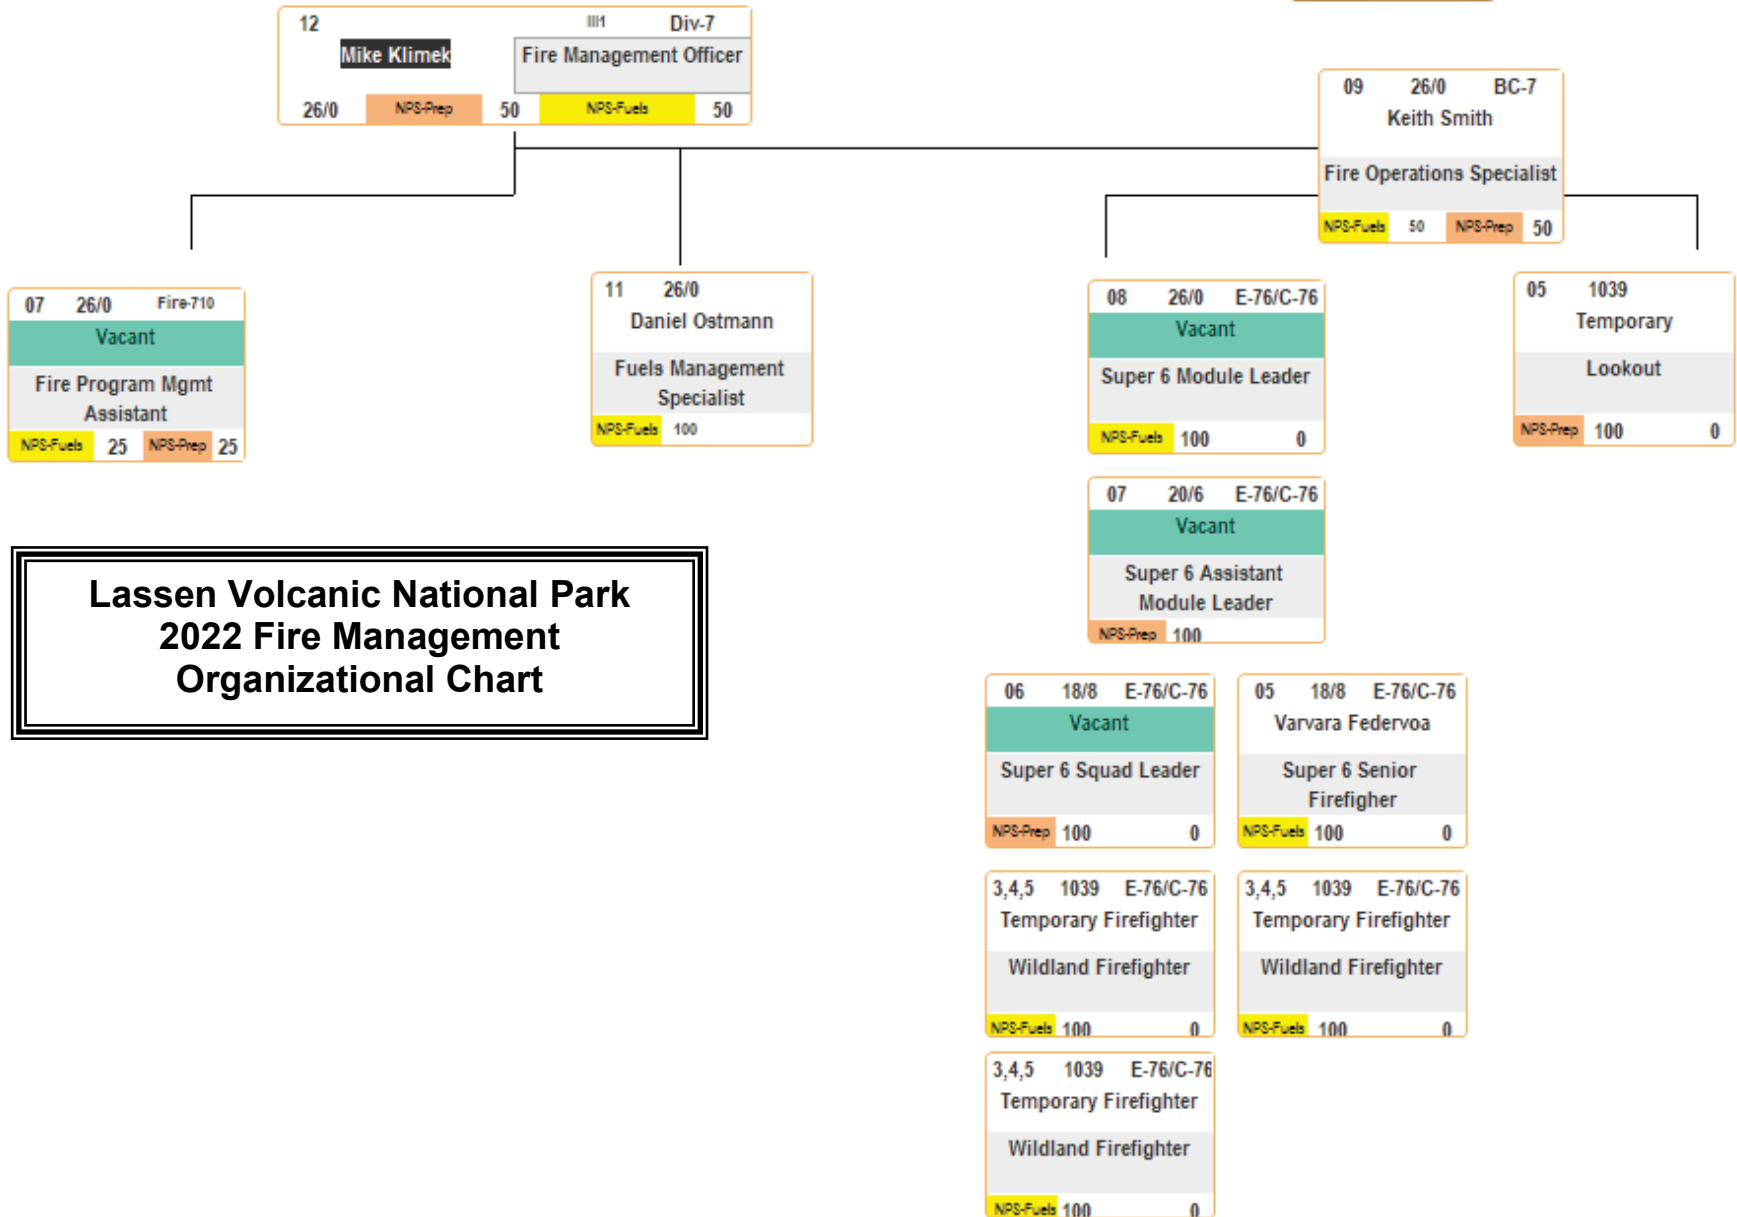 12 III1 Div-7
Mike Klimek Fire Management Officer
26/0 NPS-Prep 50 NPS-Fuels 50
09 26/0 BC-7
Keith Smith
Fire Operations Specialist
NPS-Fuels 50 NPS-Prep 50
07 26/0 Fire-710
Vacant
Fire Program Mgmt
Assistant
NPS-Fuels 25 NPS-Prep 25
11 26/0
Daniel Ostmann
Fuels Management
Specialist
NPS-Fuels 100
08 26/0 E-76/C-76
Vacant
Super 6 Module Leader
NPS-Fuels 100 0
05 1039
Temporary
Lookout
NPS-Prep 100 0
07 20/6 E-76/C-76
Vacant
Super 6 Assistant
Module Leader
NPS-Prep 100
Lassen Volcanic National Park
2022 Fire Management
Organizational Chart
06 18/8 E-76/C-76
Vacant
Super 6 Squad Leader
NPS-Prep 100 0
05 18/8 E-76/C-76
Varvara Federvoa
Super 6 Senior
Firefigher
NPS-Fuels 100 0
3,4,5 1039 E-76/C-76
Temporary Firefighter
Wildland Firefighter
NPS-Fuels 100 0
3,4,5 1039 E-76/C-76
Temporary Firefighter
Wildland Firefighter
NPS-Fuels 100 0
3,4,5 1039 E-76/C-76
Temporary Firefighter
Wildland Firefighter
NPS-Fuels 100 0